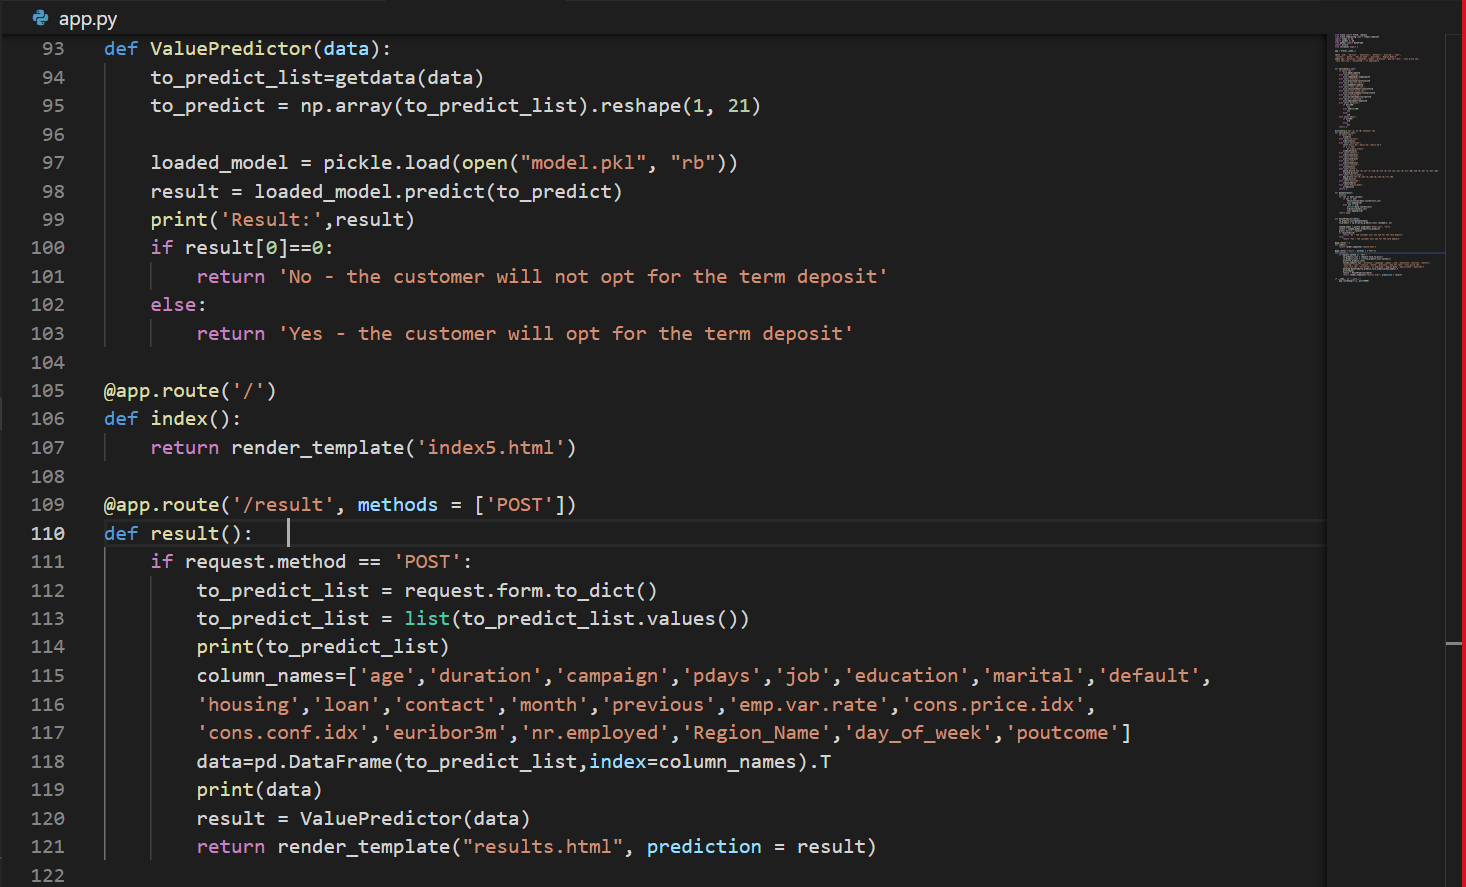 app.py
93 def ValuePredictor(data):
94 to_predict_list=getdata(data)
95 to_predict = np.array(to_predict_list).reshape(1, 21)
96
97 loaded_model = pickle.load(open("model.pkl", "rb"))
98 result = loaded_model.predict(to_predict)
99 print('Result:',result)
100 if result[0]==0:
101 return 'No - the customer will not opt for the term deposit'
102 else:
103 return 'Yes - the customer will opt for the term deposit'
104
105 @app.route('/')
106 def index():
107 return render_template('index5.html')
108
109 @app.route('/result', methods = ['POST'])
110 def result():
111 if request.method == 'POST':
112 to_predict_list = request.form.to_dict()
113 to_predict_list = list(to_predict_list.values())
114 print(to_predict_list)
115 column_names=['age','duration','campaign','pdays','job','education','marital','default',
116 'housing','loan','contact','month','previous','emp.var.rate','cons.price.idx',
117 'cons.conf.idx','euribor3m','nr.employed','Region_Name','day_of_week','poutcome']
118 data=pd.DataFrame(to_predict_list,index=column_names).T
119 print(data)
120 result = ValuePredictor(data)
121 return render_template("results.html", prediction = result)
122